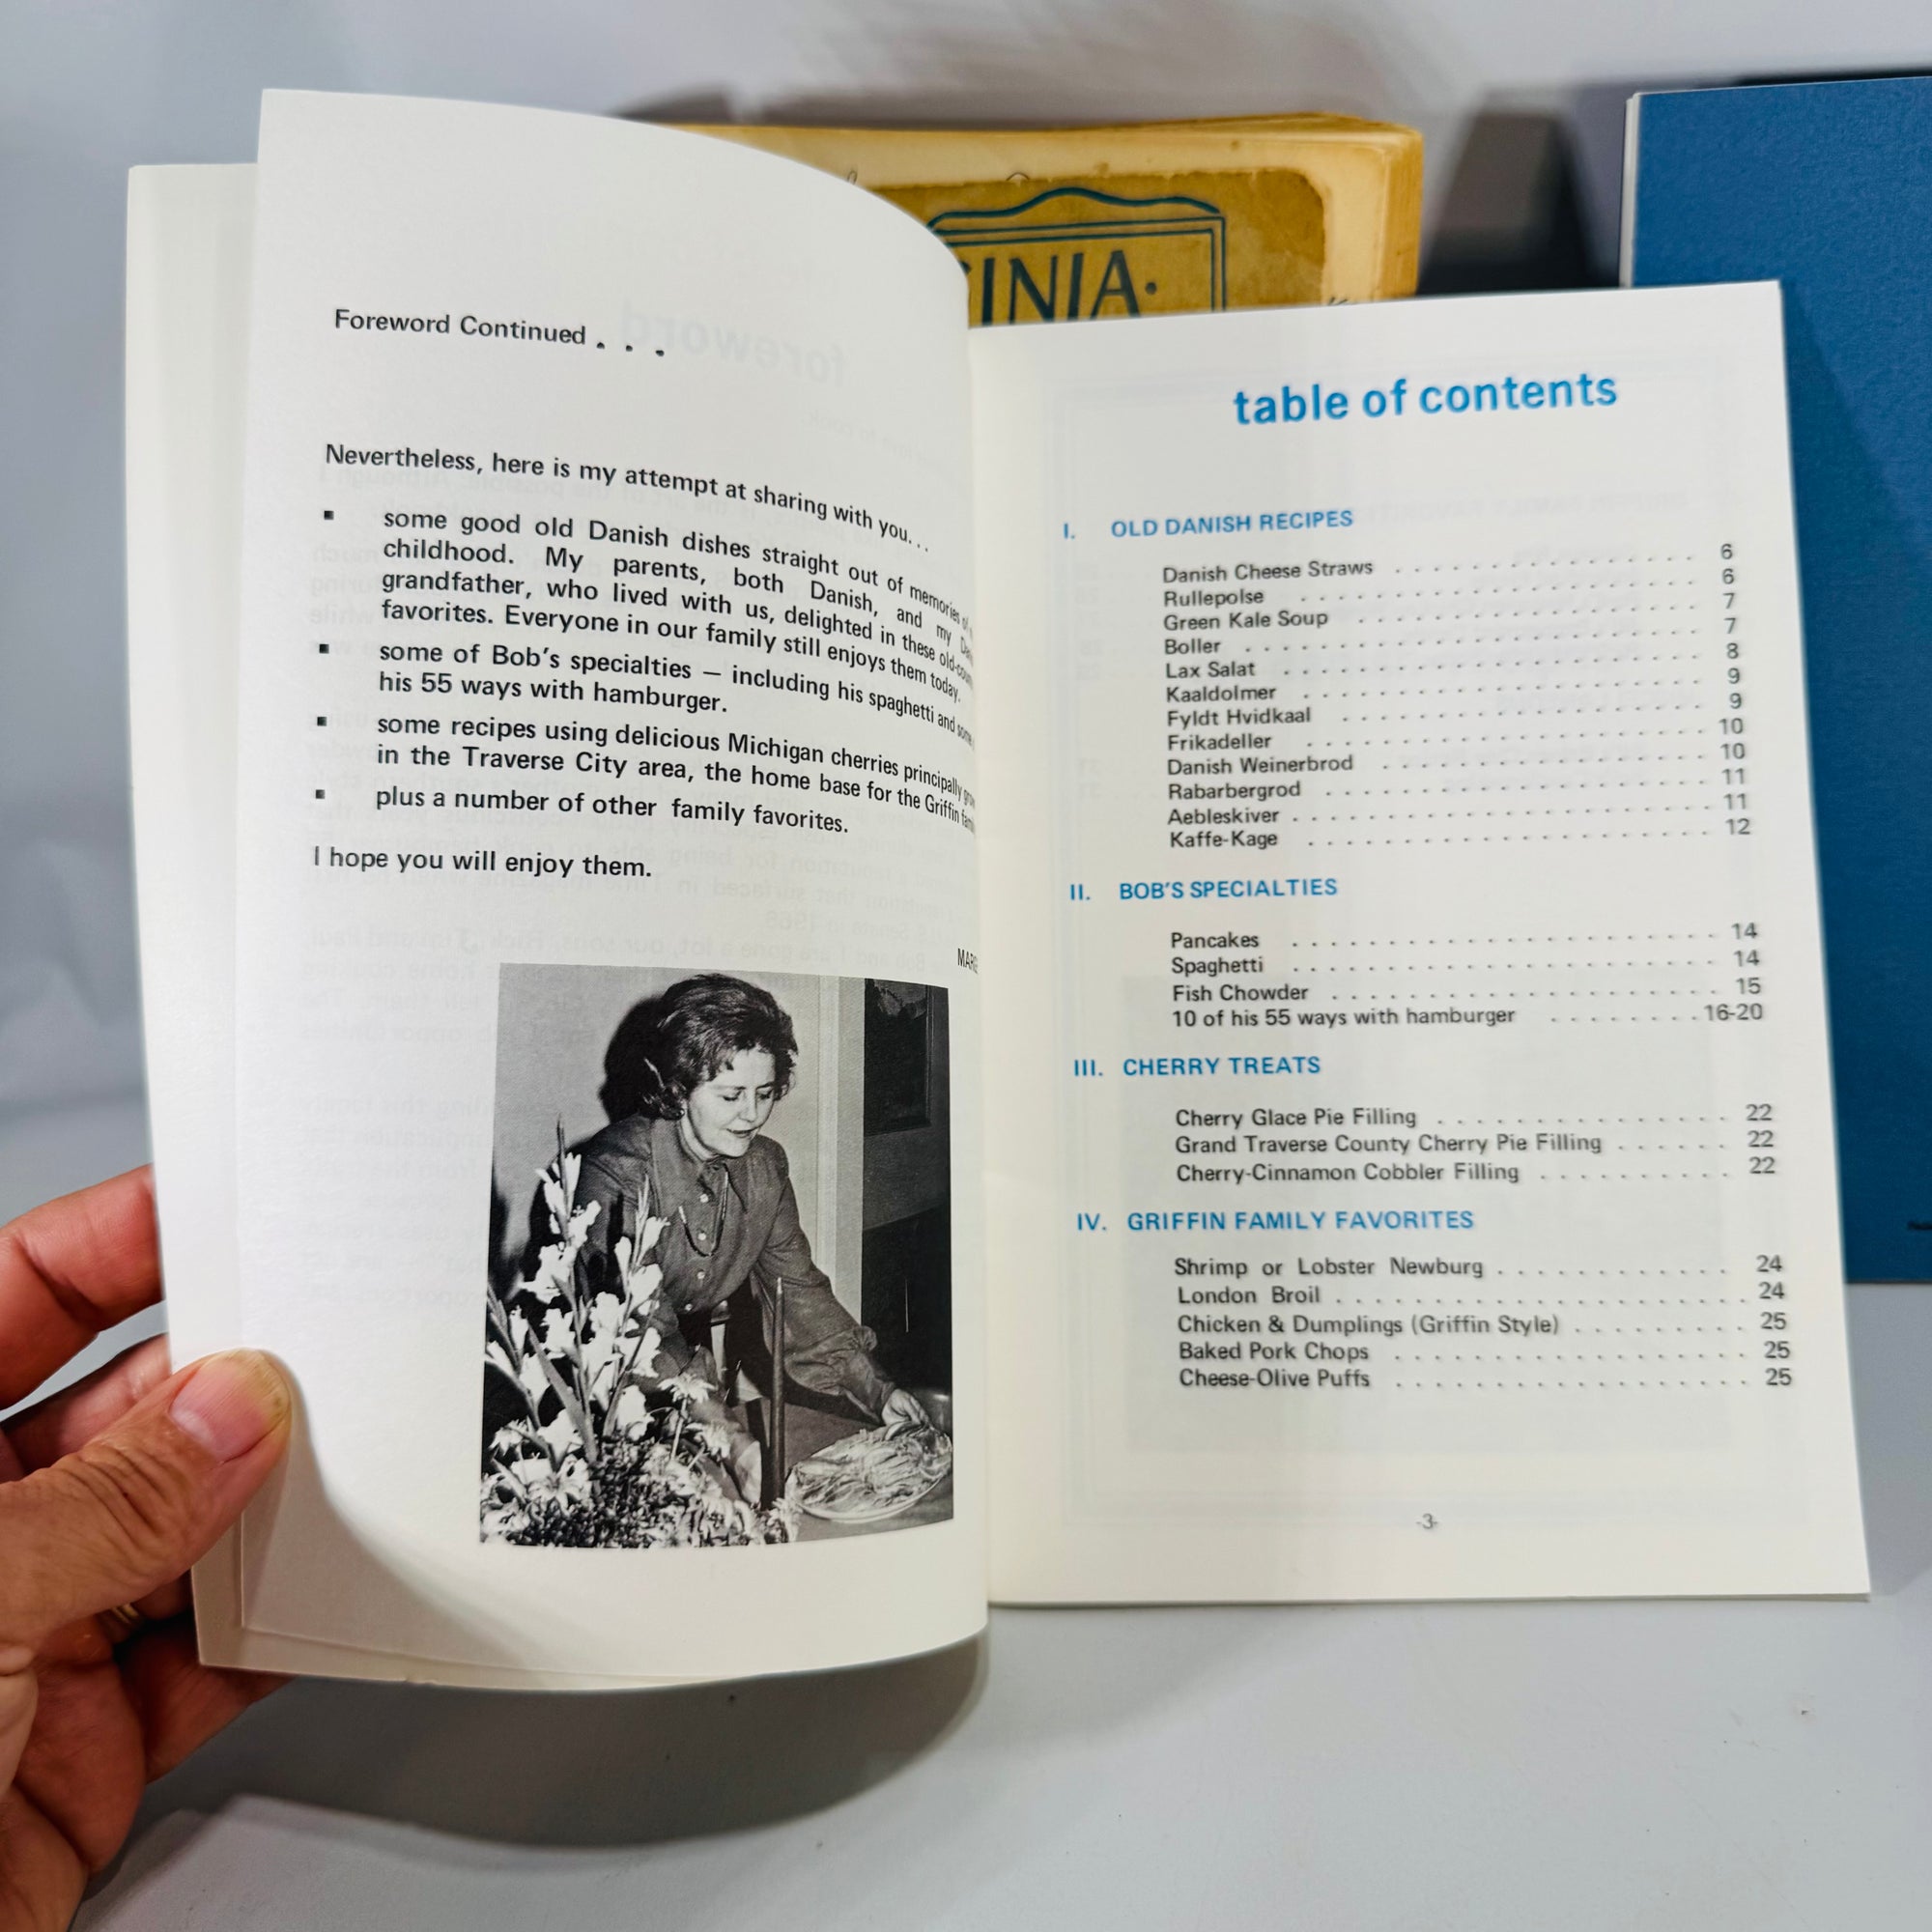 INIA·
Foreword Continued . . .
Nevertheless, here is my attempt at sharing with you...
▪ some good old Danish dishes straight out of memories of
childhood. My parents, both Danish, and my
grandfather, who lived with us, delighted in these
favorites. Everyone in our family still enjoys them today.
▪ some of Bob's specialties — including his spaghetti and some
his 55 ways with hamburger.
▪ some recipes using delicious Michigan cherries principally
in the Traverse City area, the home base for the Griffin
▪ plus a number of other family favorites.
I hope you will enjoy them.
table of contents
I. OLD DANISH RECIPES
Danish Cheese Straws . . . . . . . . . . . . . . . 6
Rullepolse . . . . . . . . . . . . . . . . . . 6
Green Kale Soup . . . . . . . . . . . . . . . . 7
Boller . . . . . . . . . . . . . . . . . . . . 7
Lax Salat . . . . . . . . . . . . . . . . . . . 8
Kaaldolmer . . . . . . . . . . . . . . . . . . 9
Fyldt Hvidkaal . . . . . . . . . . . . . . . . 9
Frikadeller . . . . . . . . . . . . . . . . . . 10
Danish Weinerbrod . . . . . . . . . . . . . . . 10
Rabarbergrod . . . . . . . . . . . . . . . . . 11
Aebleskiver . . . . . . . . . . . . . . . . . . 11
Kaffe-Kage . . . . . . . . . . . . . . . . . . 12
II. BOB'S SPECIALTIES
Pancakes . . . . . . . . . . . . . . . . . . . 14
Spaghetti . . . . . . . . . . . . . . . . . . . 14
Fish Chowder . . . . . . . . . . . . . . . . . 15
10 of his 55 ways with hamburger . . . . . . . . 16-20
III. CHERRY TREATS
Cherry Glace Pie Filling . . . . . . . . . . . . . 22
Grand Traverse County Cherry Pie Filling . . . . . . 22
Cherry-Cinnamon Cobbler Filling . . . . . . . . . . 22
IV. GRIFFIN FAMILY FAVORITES
Shrimp or Lobster Newburg . . . . . . . . . . . . 24
London Broil . . . . . . . . . . . . . . . . . . . 24
Chicken & Dumplings (Griffin Style) . . . . . . . . . 25
Baked Pork Chops . . . . . . . . . . . . . . . . . 25
Cheese-Olive Puffs . . . . . . . . . . . . . . . . . 25
-3-